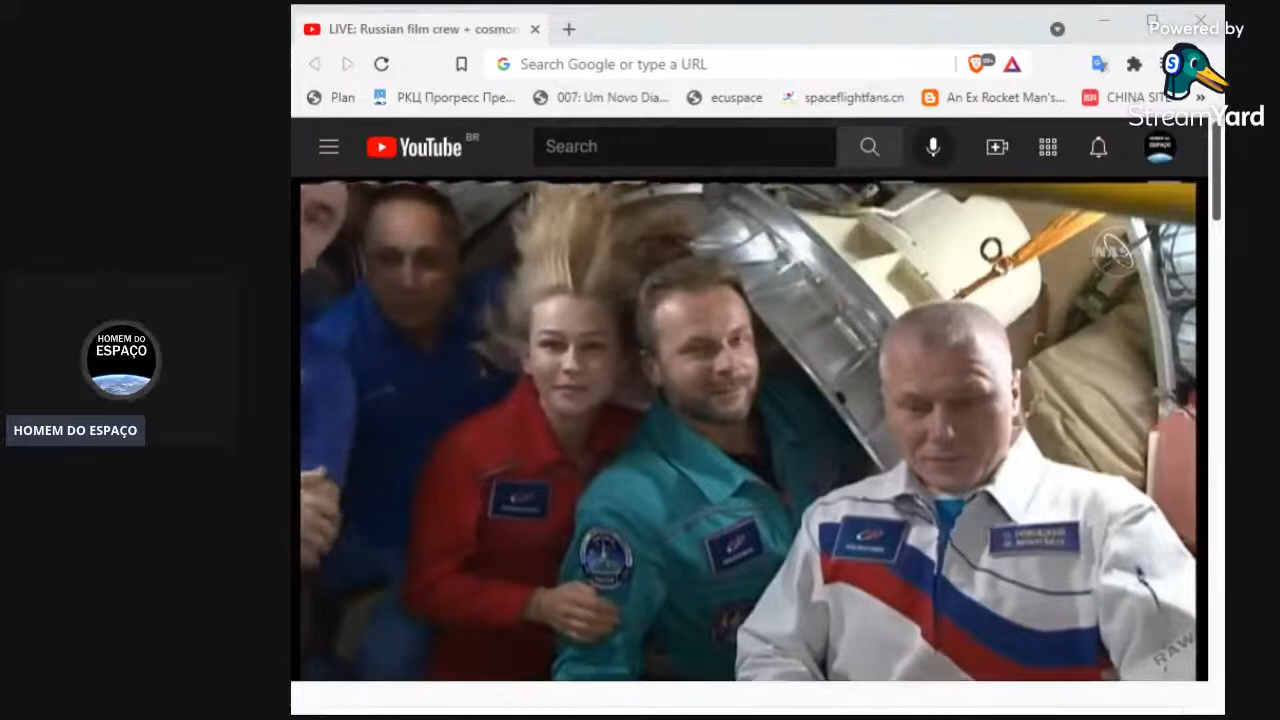 LIVE: Russian film crew + cosmon
Powered by
StreamYard
Search Google or type a URL
99+
Plan
РКЦ Прогресс Пре...
007: Um Novo Dia...
ecuspace
spaceflightfans.cn
An Ex Rocket Man's...
CHINA SITE
YouTube BR
Search
NASA
HOMEM DO
ESPAÇO
HOMEM DO ESPAÇO
RAW